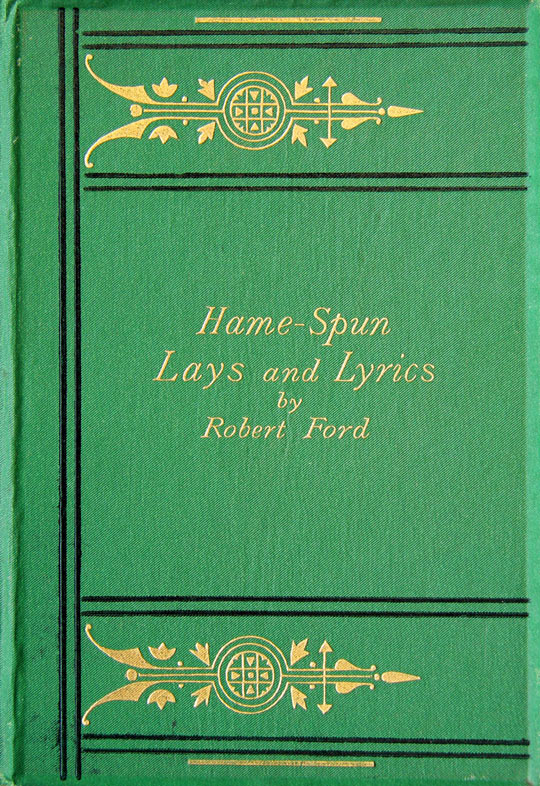 Hame-Spun
Lays and Lyrics
by
Robert Ford